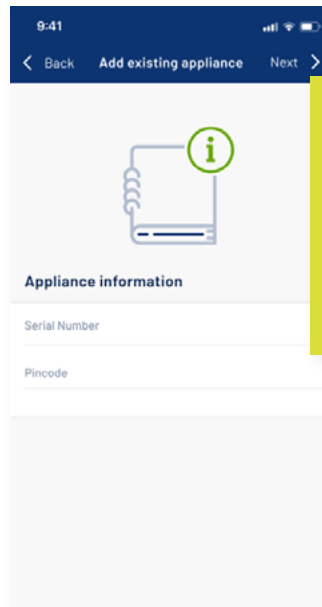 9:41
Back Add existing appliance Next
i
Appliance information
Serial Number
Pincode